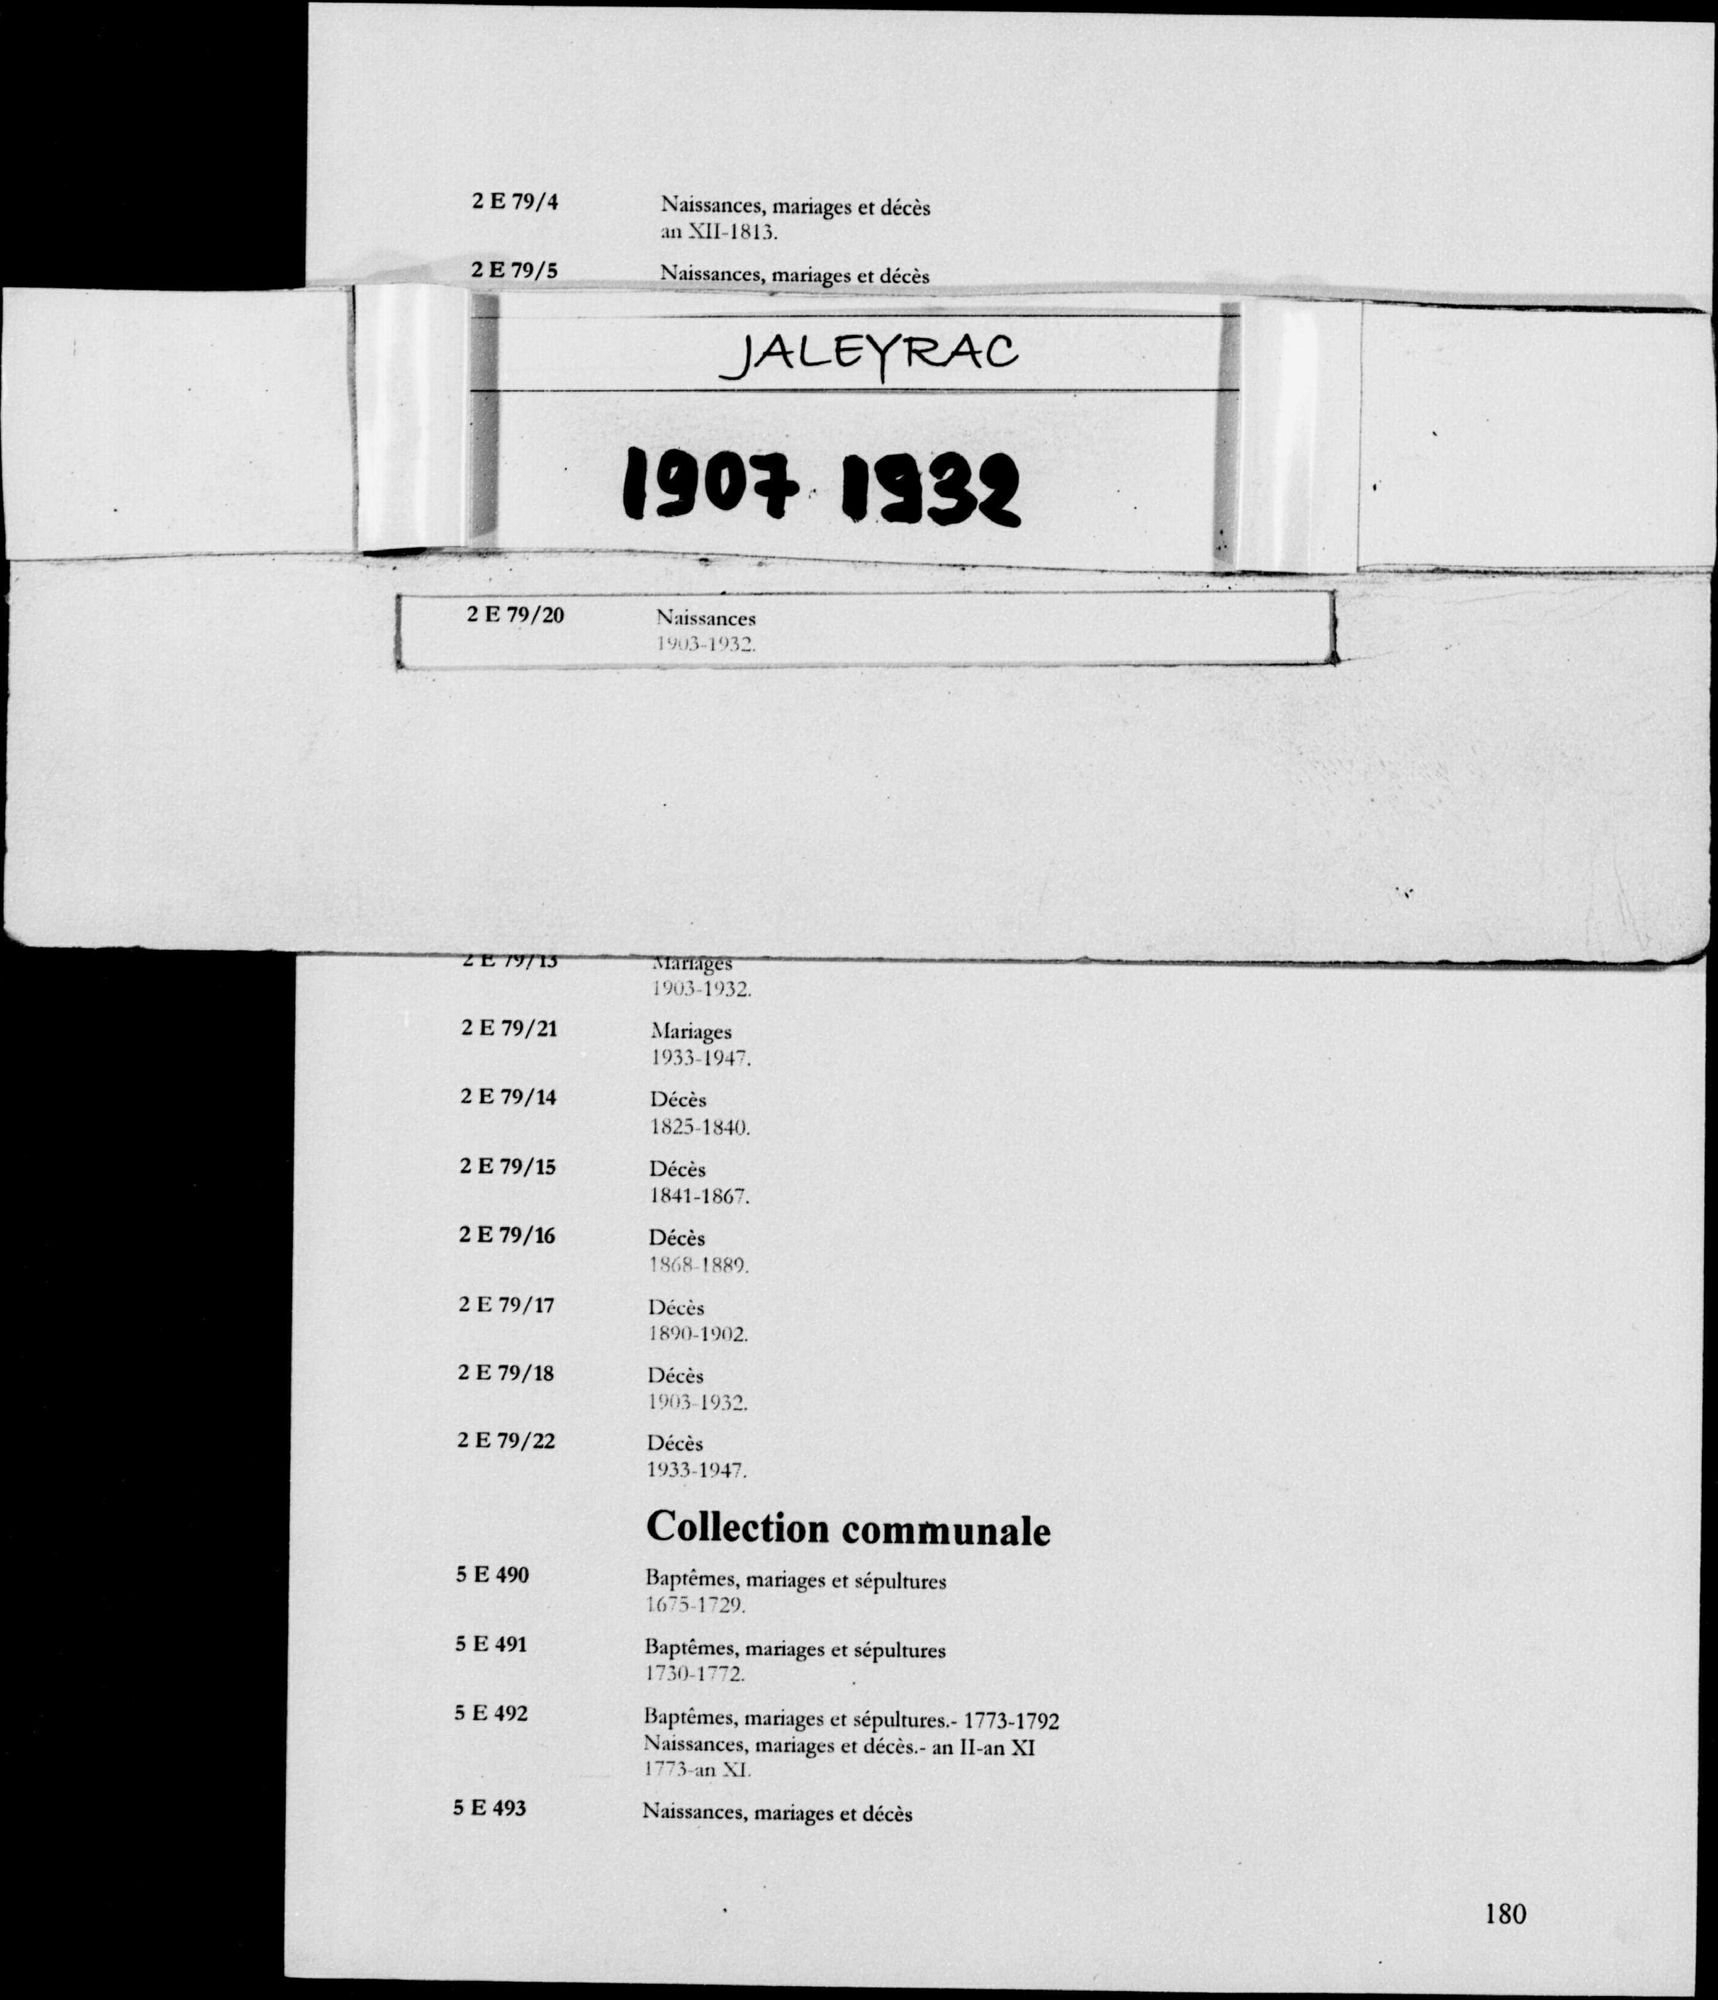 2 E 79/4 Naissances, mariages et décès
an XII-1813.
2 E 79/5 Naissances, mariages et décès
JALEYRAC
1907 1932
2 E 79/20 Naissances
1903-1932.
2 E 79/13 Mariages
1903-1932.
2 E 79/21 Mariages
1933-1947.
2 E 79/14 Décès
1825-1840.
2 E 79/15 Décès
1841-1867.
2 E 79/16 Décès
1868-1889.
2 E 79/17 Décès
1890-1902.
2 E 79/18 Décès
1903-1932.
2 E 79/22 Décès
1933-1947.
Collection communale
5 E 490 Baptêmes, mariages et sépultures
1675-1729.
5 E 491 Baptêmes, mariages et sépultures
1730-1772.
5 E 492 Baptêmes, mariages et sépultures.- 1773-1792
Naissances, mariages et décès.- an II-an XI
1773-an XI.
5 E 493 Naissances, mariages et décès
180